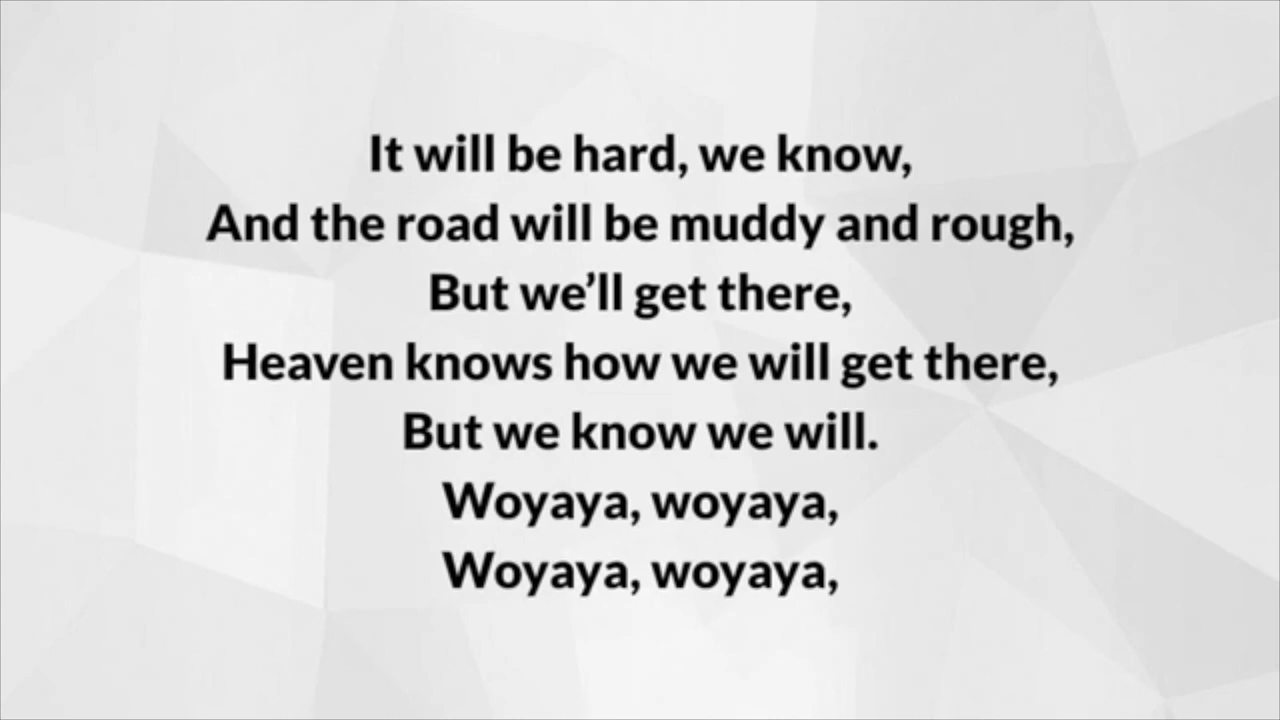 It will be hard, we know,
And the road will be muddy and rough,
But we’ll get there,
Heaven knows how we will get there,
But we know we will.
Woyaya, woyaya,
Woyaya, woyaya,